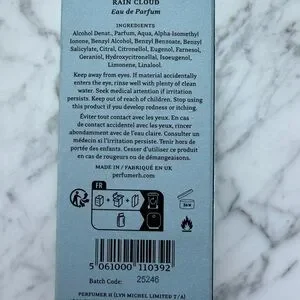 RAIN CLOUD
Eau de Parfum
INGREDIENTS
Alcohol Denat., Parfum, Aqua, Alpha-Isomethyl
Ionone, Benzyl Alcohol, Benzyl Benzoate, Benzyl
Salicylate, Citral, Citronellol, Eugenol, Farnesol,
Geraniol, Hydroxycitronellal, Isoeugenol,
Limonene, Linalool.
Keep away from eyes. If material accidentally
enters the eye, rinse well with plenty of clean
water. Seek medical attention if irritation
persists. Keep out of reach of children. Stop using
this product if you develop redness or itching.
Éviter tout contact avec les yeux. En cas
de contact accidentel avec les yeux, rincer
abondamment avec de l'eau claire. Consulter un
médecin si l'irritation persiste. Tenir hors de
portée des enfants. Cesser d'utiliser ce produit
en cas de rougeurs ou de démangeaisons.
MADE IN / FABRIQUÉ EN UK
perfumerh.com
FR
5 061000 110392
Batch Code:
25246
PERFUMER H (LYN MICHEL LIMITED T/A)